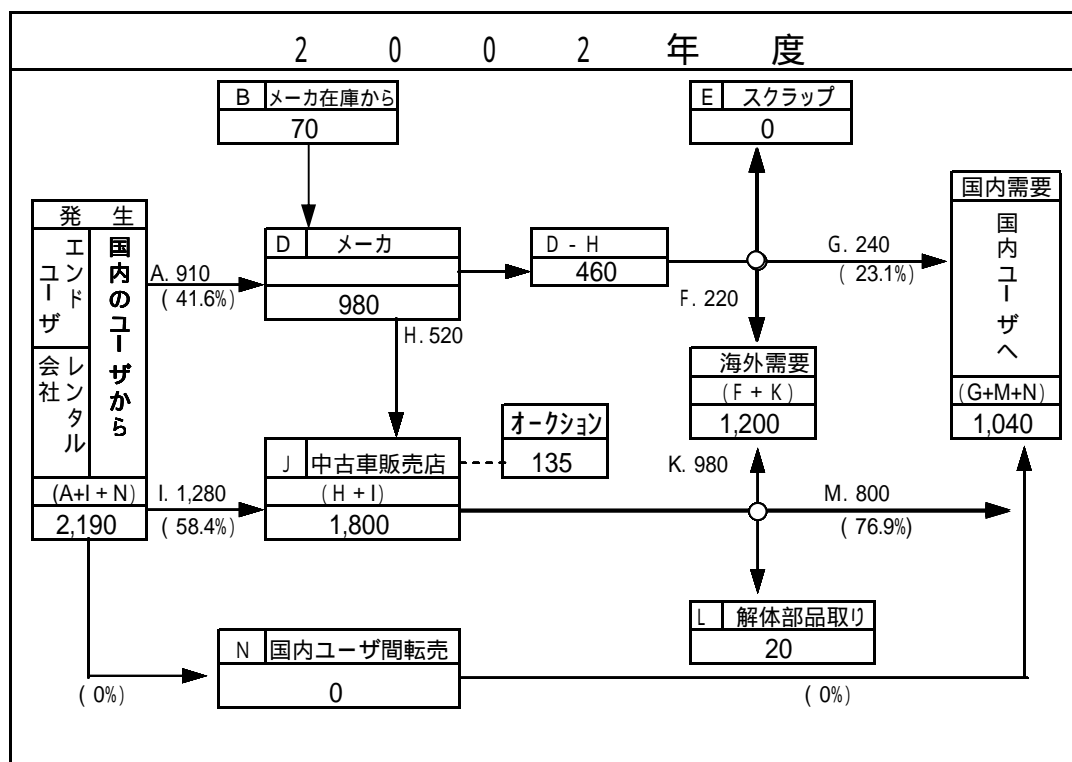 ２００２年度
B メーカ在庫から
70
E スクラップ
0
発生
エンドユーザ
レンタル会社
国内のユーザから
(A+I+N)
2,190
A. 910
(41.6%)
D メーカ
980
D-H
460
G. 240
(23.1%)
F. 220
H. 520
国内需要
国内ユーザへ
(G+M+N)
1,040
海外需要
(F+K)
1,200
オークション
135
K. 980
I. 1,280
(58.4%)
J 中古車販売店
(H+I)
1,800
M. 800
(76.9%)
L 解体部品取り
20
N 国内ユーザ間転売
0
(0%)
(0%)